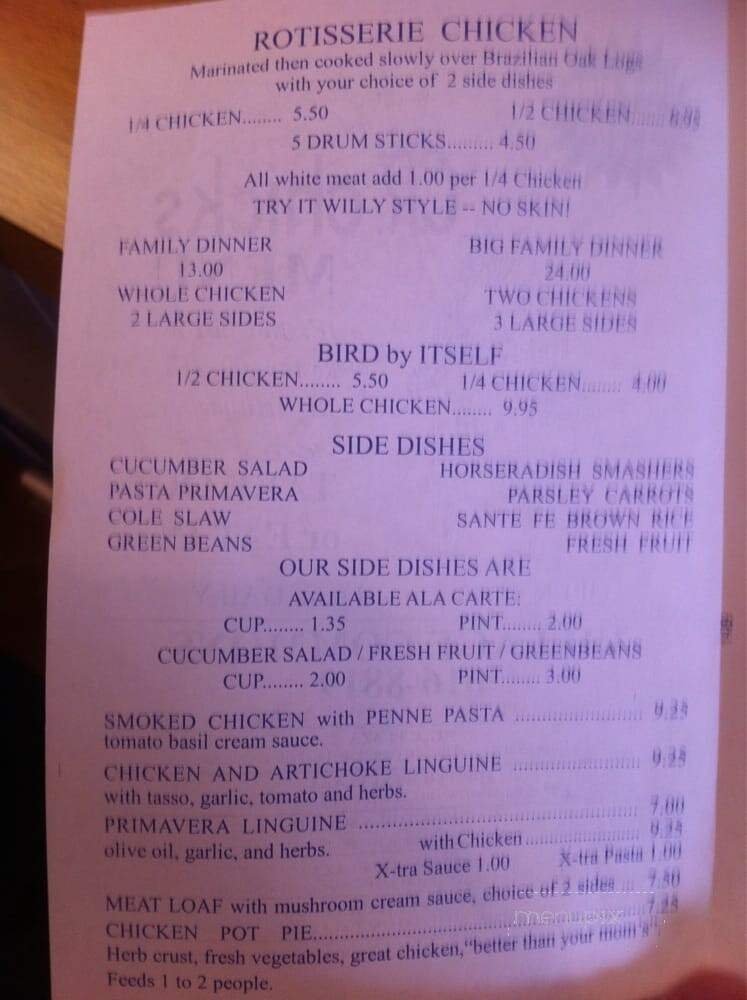 ROTISSERIE CHICKEN
Marinated then cooked slowly over Brazilian Oak Logs
with your choice of 2 side dishes
1/4 CHICKEN........ 5.50 1/2 CHICKEN........
5 DRUM STICKS......... 4.50
All white meat add 1.00 per 1/4 Chicken
TRY IT WILLY STYLE -- NO SKIN!
FAMILY DINNER BIG FAMILY DINNER
13.00 24.00
WHOLE CHICKEN TWO CHICKENS
2 LARGE SIDES 3 LARGE SIDES
BIRD by ITSELF
1/2 CHICKEN........ 5.50 1/4 CHICKEN........ 4.00
WHOLE CHICKEN........ 9.95
SIDE DISHES
CUCUMBER SALAD HORSERADISH SMASHERS
PASTA PRIMAVERA PARSLEY CARROTS
COLE SLAW SANTE FE BROWN RICE
GREEN BEANS FRESH FRUIT
OUR SIDE DISHES ARE
AVAILABLE ALA CARTE:
CUP........ 1.35 PINT........ 2.00
CUCUMBER SALAD / FRESH FRUIT / GREENBEANS
CUP........ 2.00 PINT........ 3.00
SMOKED CHICKEN with PENNE PASTA ........................
tomato basil cream sauce.
CHICKEN AND ARTICHOKE LINGUINE ........................
with tasso, garlic, tomato and herbs.
PRIMAVERA LINGUINE ................................................ 7.00
olive oil, garlic, and herbs. with Chicken ........................
X-tra Sauce 1.00 X-tra Pasta 1.00
MEAT LOAF with mushroom cream sauce, choice of 2 sides ...
CHICKEN POT PIE................................................
Herb crust, fresh vegetables, great chicken,"better than your mom's"
Feeds 1 to 2 people.